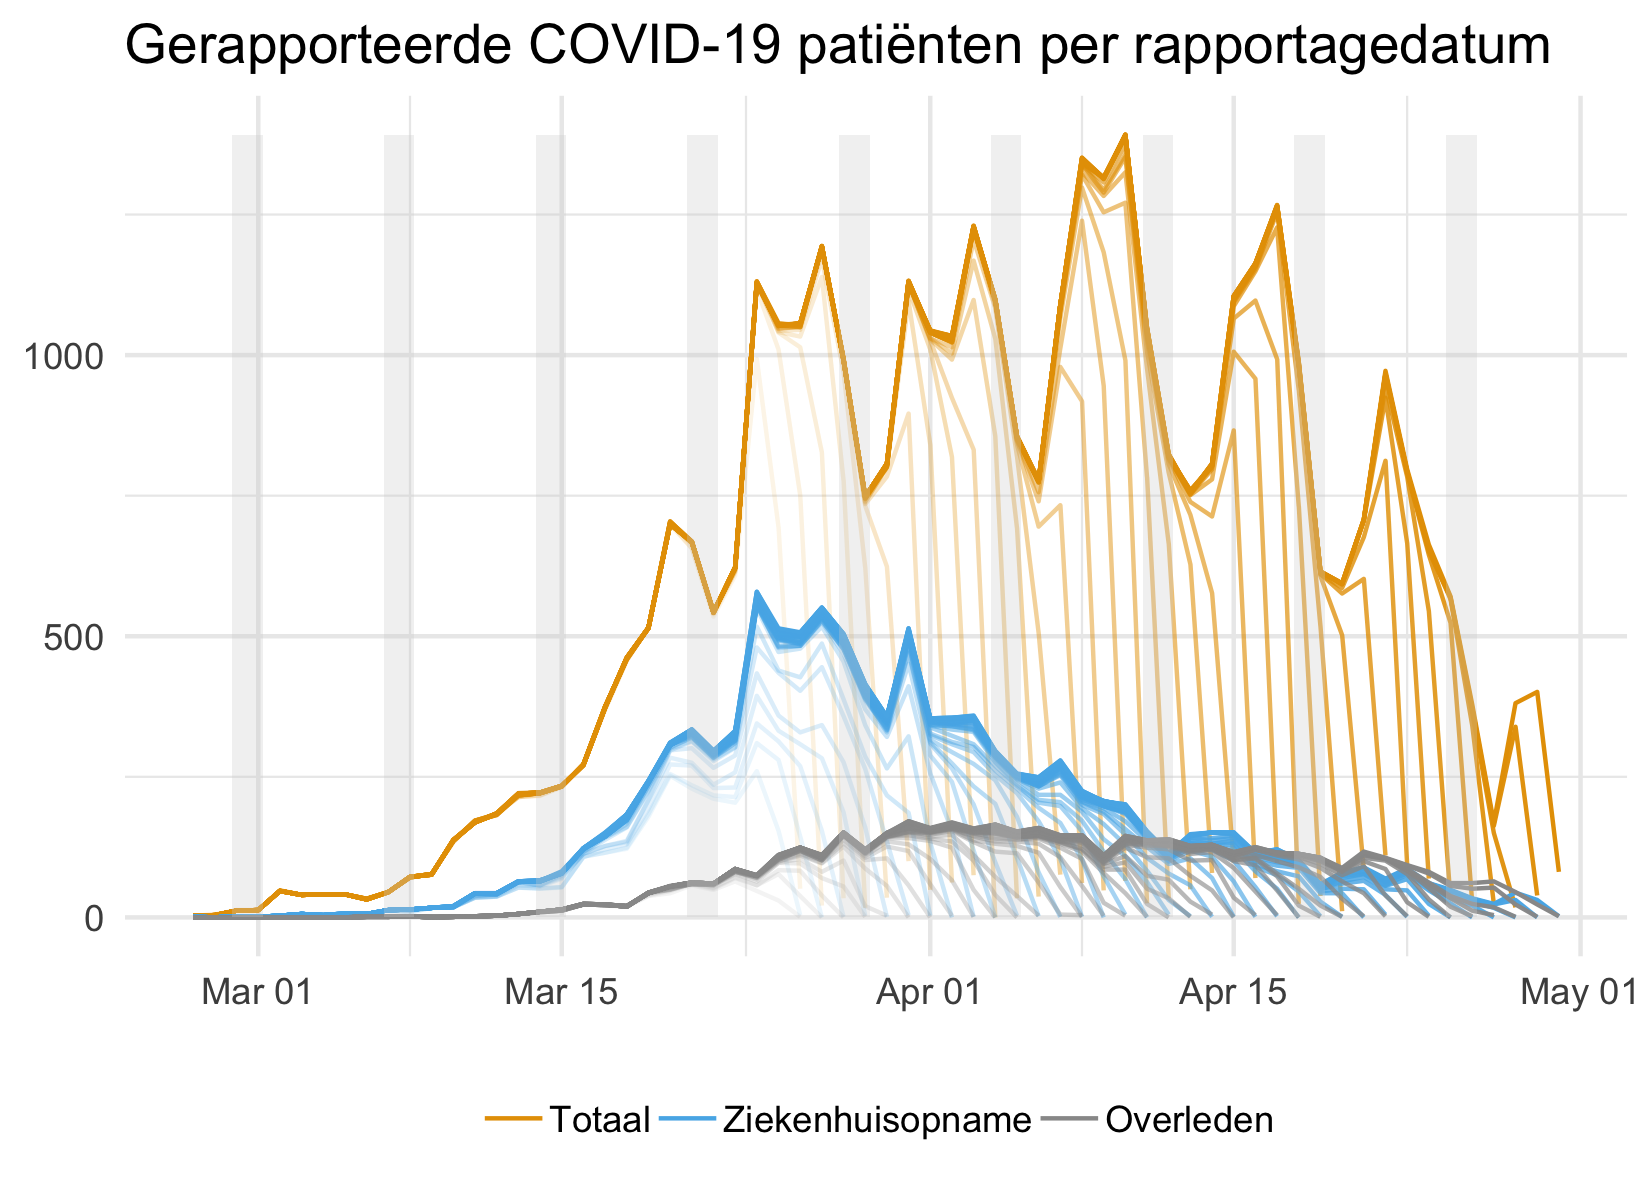 Gerapporteerde COVID-19 patiënten per rapportagedatum
1000
500
0
Mar 01 Mar 15 Apr 01 Apr 15 May 01
Totaal Ziekenhuisopname Overleden